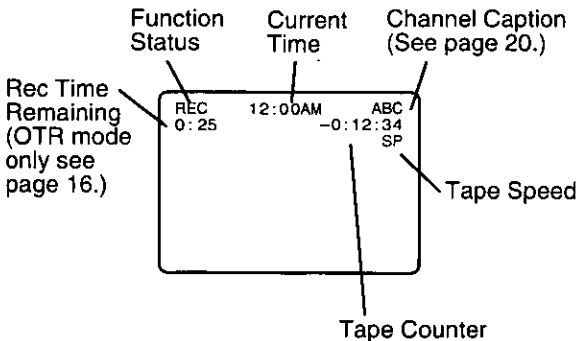 Function
Status
Current
Time
Channel Caption
(See page 20.)
Rec Time
Remaining
(OTR mode
only see
page 16.)
REC 12:00AM ABC
0:25 -0:12:34
SP
Tape Speed
Tape Counter